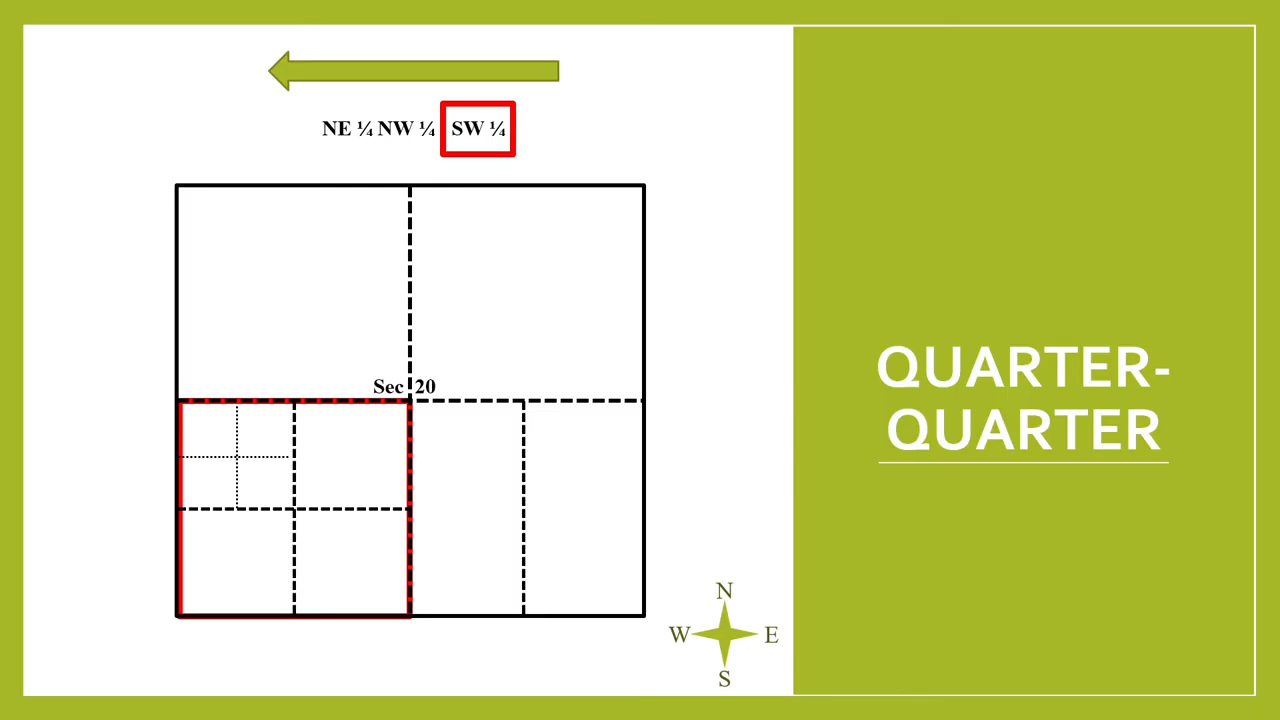 NE ¼ NW ¼ SW ¼
Sec 20
QUARTER-
QUARTER
N
W E
S